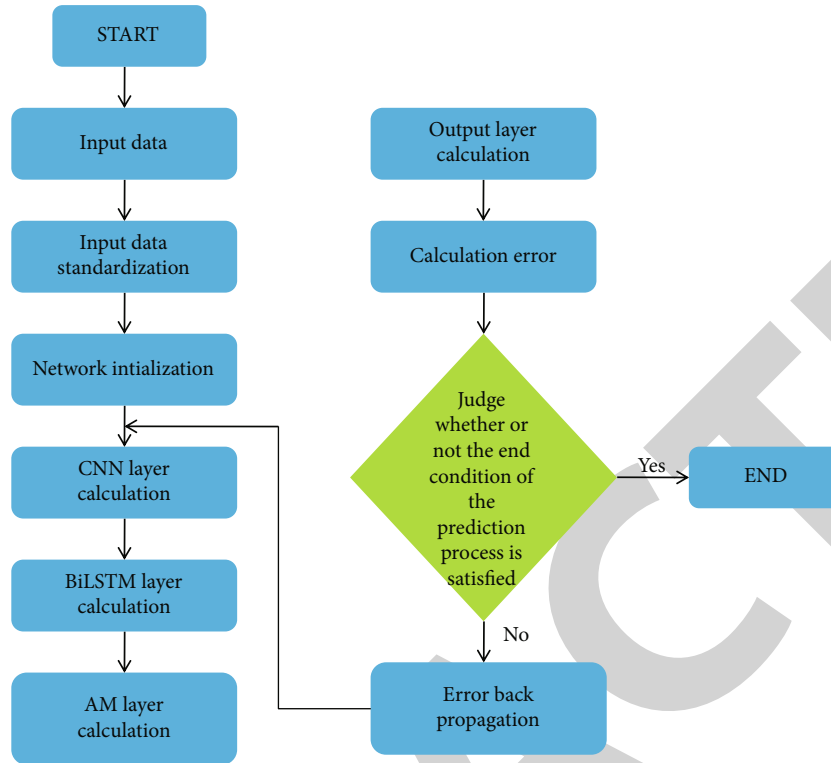 START
Input data
Input data
standardization
Network intialization
CNN layer
calculation
BiLSTM layer
calculation
AM layer
calculation
Output layer
calculation
Calculation error
Judge
whether or
not the end
condition of
the
prediction
process is
satisfied
Yes
END
No
Error back
propagation